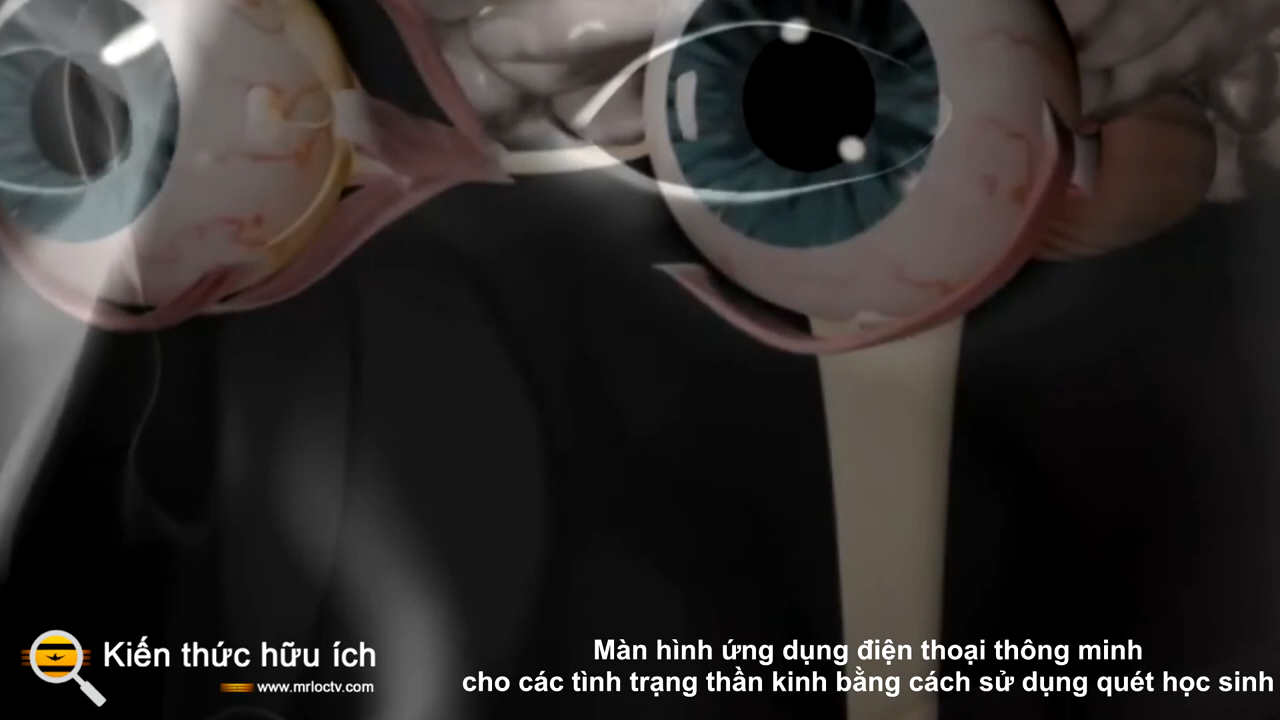 Kiến thức hữu ích
www.mrloctv.com
Màn hình ứng dụng điện thoại thông minh
cho các tình trạng thần kinh bằng cách sử dụng quét học sinh